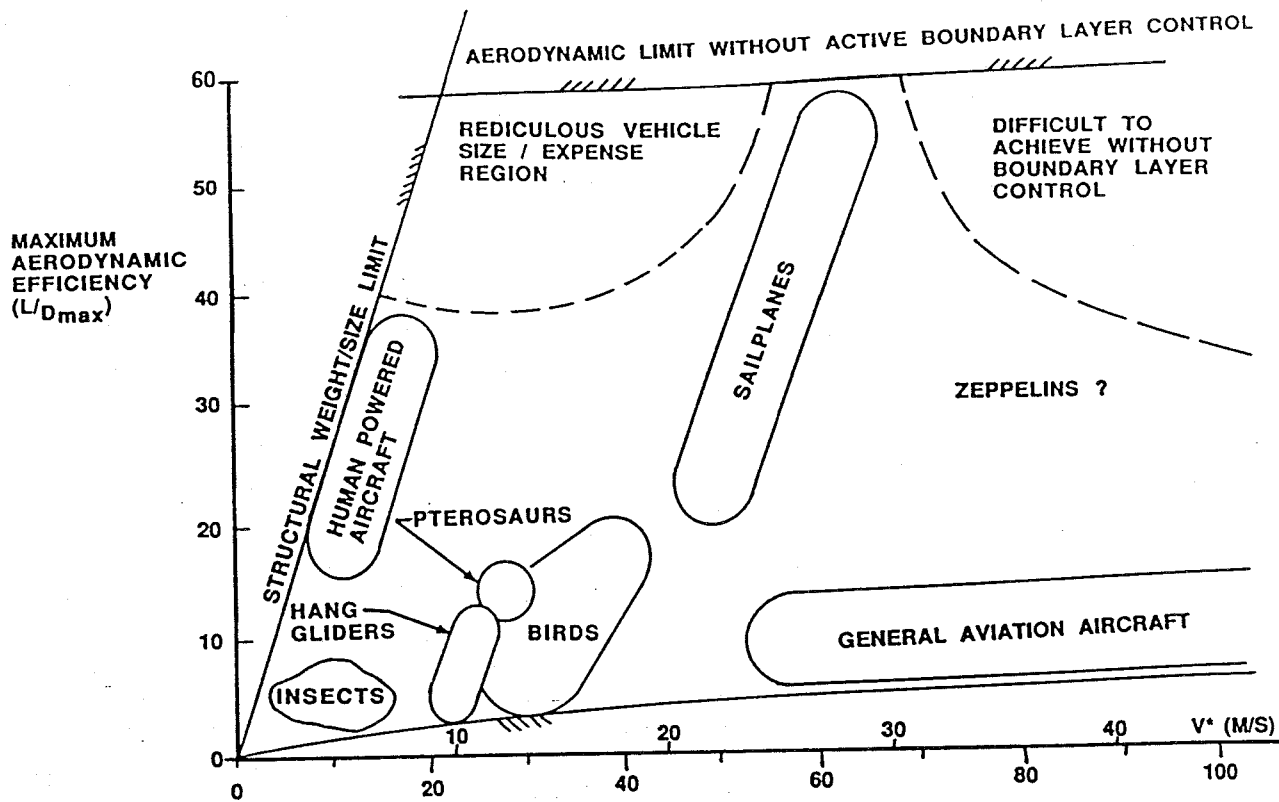 AERODYNAMIC LIMIT WITHOUT ACTIVE BOUNDARY LAYER CONTROL
60
REDICULOUS VEHICLE
SIZE / EXPENSE
REGION
DIFFICULT TO
ACHIEVE WITHOUT
BOUNDARY LAYER
CONTROL
50
MAXIMUM
AERODYNAMIC
EFFICIENCY
(L/Dmax)
40
STRUCTURAL WEIGHT/SIZE LIMIT
SAILPLANES
30
ZEPPELINS ?
HUMAN POWERED
AIRCRAFT
20
PTEROSAURS
HANG
GLIDERS
10
BIRDS
GENERAL AVIATION AIRCRAFT
INSECTS
0
10
20
30
40
V* (M/S)
0
20
40
60
80
100